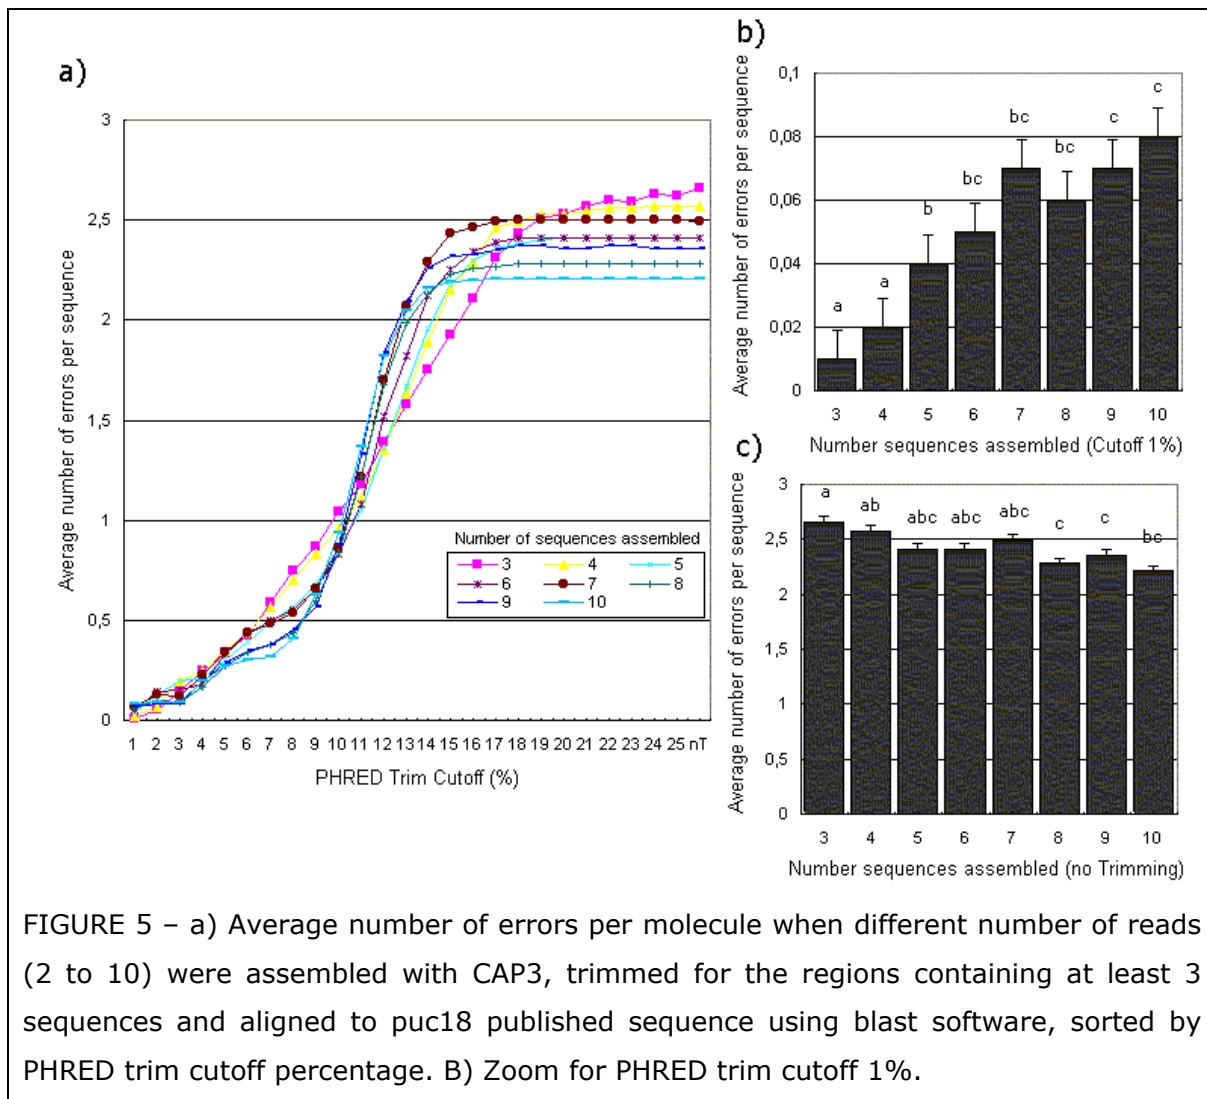 a)
Average number of errors per sequence
3
2.5
2
1,5
1
0,5
0
1 2 3 4 5 6 7 8 9 10 11 12 13 14 15 16 17 18 19 20 21 22 23 24 25 nT
PHRED Trim Cutoff (%)
Number of sequences assembled
3 4 5
6 7 8
9 10
b)
Average number of errors per sequence
0,1
0,08
0,06
0,04
0,02
0
a a b bc bc bc c c
3 4 5 6 7 8 9 10
Number sequences assembled (Cutoff 1%)
c)
Average number of errors per sequence
3
2,5
2
1,5
1
0,5
0
a ab abc abc abc c c bc
3 4 5 6 7 8 9 10
Number sequences assembled (no Trimming)
FIGURE 5 – a) Average number of errors per molecule when different number of reads
(2 to 10) were assembled with CAP3, trimmed for the regions containing at least 3
sequences and aligned to puc18 published sequence using blast software, sorted by
PHRED trim cutoff percentage. B) Zoom for PHRED trim cutoff 1%.